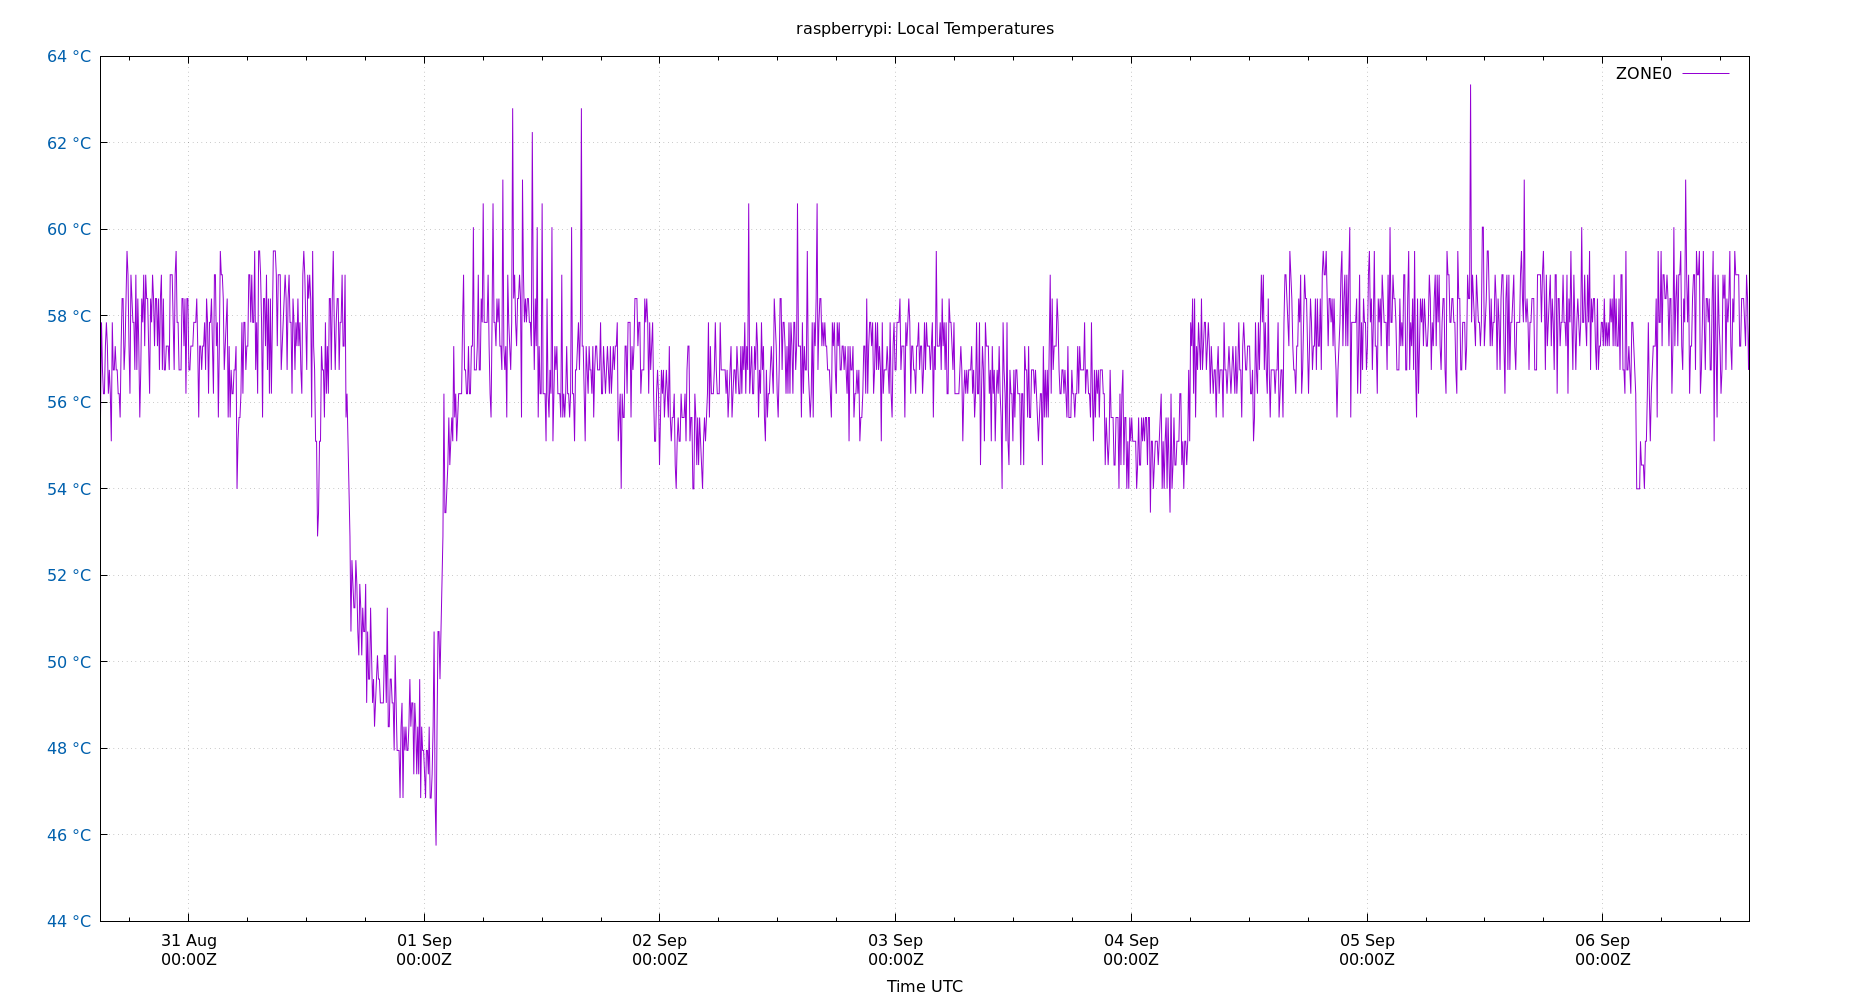 raspberrypi: Local Temperatures
64 °C
ZONE0
62 °C
60 °C
58 °C
56 °C
54 °C
52 °C
50 °C
48 °C
46 °C
44 °C
31 Aug 01 Sep 02 Sep 03 Sep 04 Sep 05 Sep 06 Sep
00:00Z 00:00Z 00:00Z 00:00Z 00:00Z 00:00Z 00:00Z
Time UTC